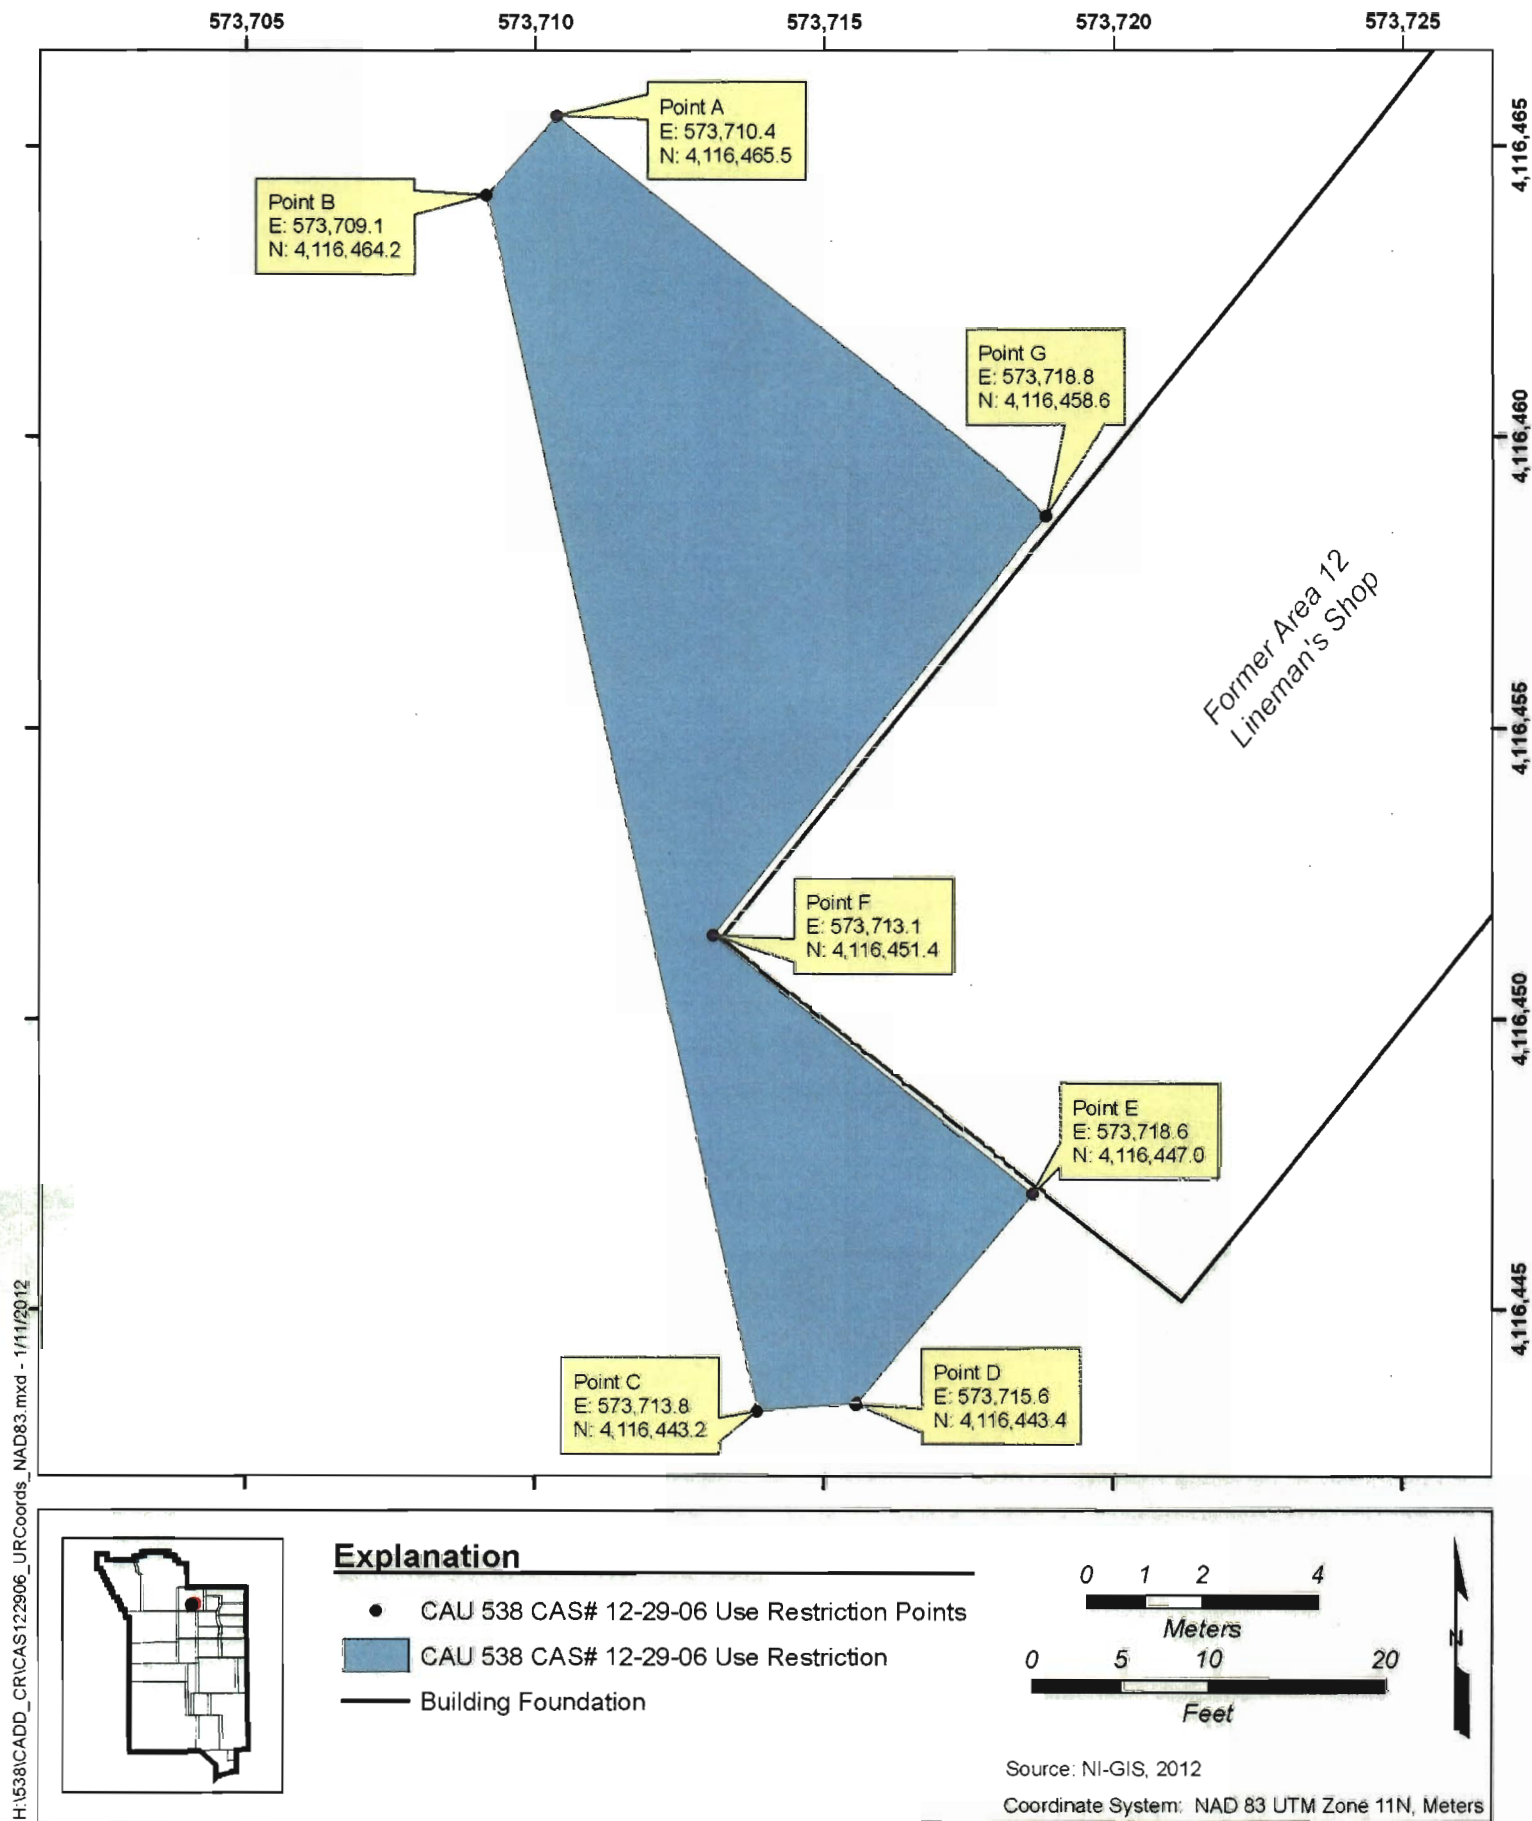 573,705
573,710
573,715
573,720
573,725
4,116,465
4,116,460
4,116,455
4,116,450
4,116,445
Point A
E: 573,710.4
N: 4,116,465.5
Point B
E: 573,709.1
N: 4,116,464.2
Point G
E: 573,718.8
N: 4,116,458.6
Former Area 12
Lineman's Shop
Point F
E: 573,713.1
N: 4,116,451.4
Point E
E: 573,718.6
N: 4,116,447.0
Point C
E: 573,713.8
N: 4,116,443.2
Point D
E: 573,715.6
N: 4,116,443.4
H:\538\CADD_CR\CAS122906_URCoords_NAD83.mxd - 1/11/2012
Explanation
CAU 538 CAS# 12-29-06 Use Restriction Points
CAU 538 CAS# 12-29-06 Use Restriction
Building Foundation
0 1 2 4
Meters
0 5 10 20
Feet
N
Source: NI-GIS, 2012
Coordinate System: NAD 83 UTM Zone 11N, Meters